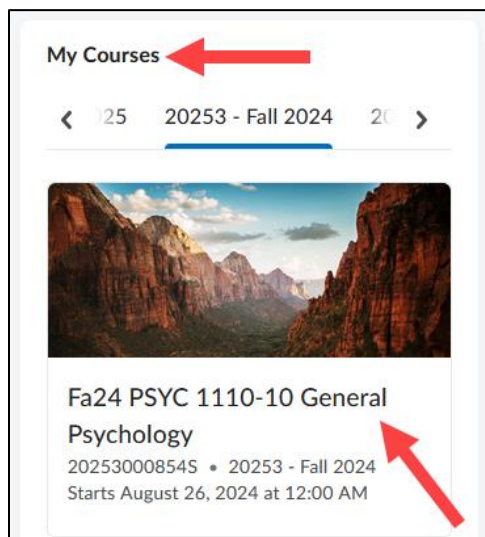 My Courses
25 20253 - Fall 2024 20
Fa24 PSYC 1110-10 General
Psychology
20253000854S • 20253 - Fall 2024
Starts August 26, 2024 at 12:00 AM